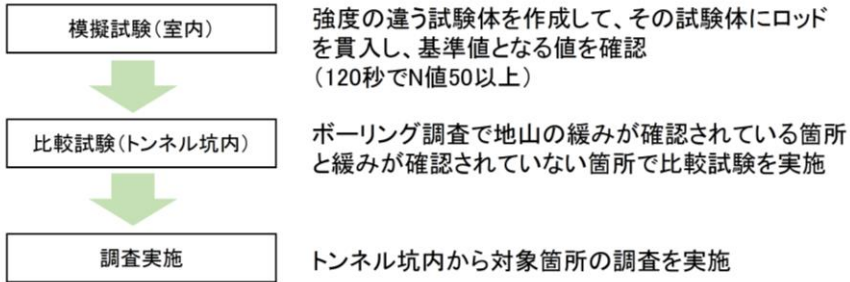 模擬試験(室内)
強度の違う試験体を作成して、その試験体にロッド
を貫入し、基準値となる値を確認
(120秒でN値50以上)
比較試験(トンネル坑内)
ボーリング調査で地山の緩みが確認されている箇所
と緩みが確認されていない箇所で比較試験を実施
調査実施
トンネル坑内から対象箇所の調査を実施